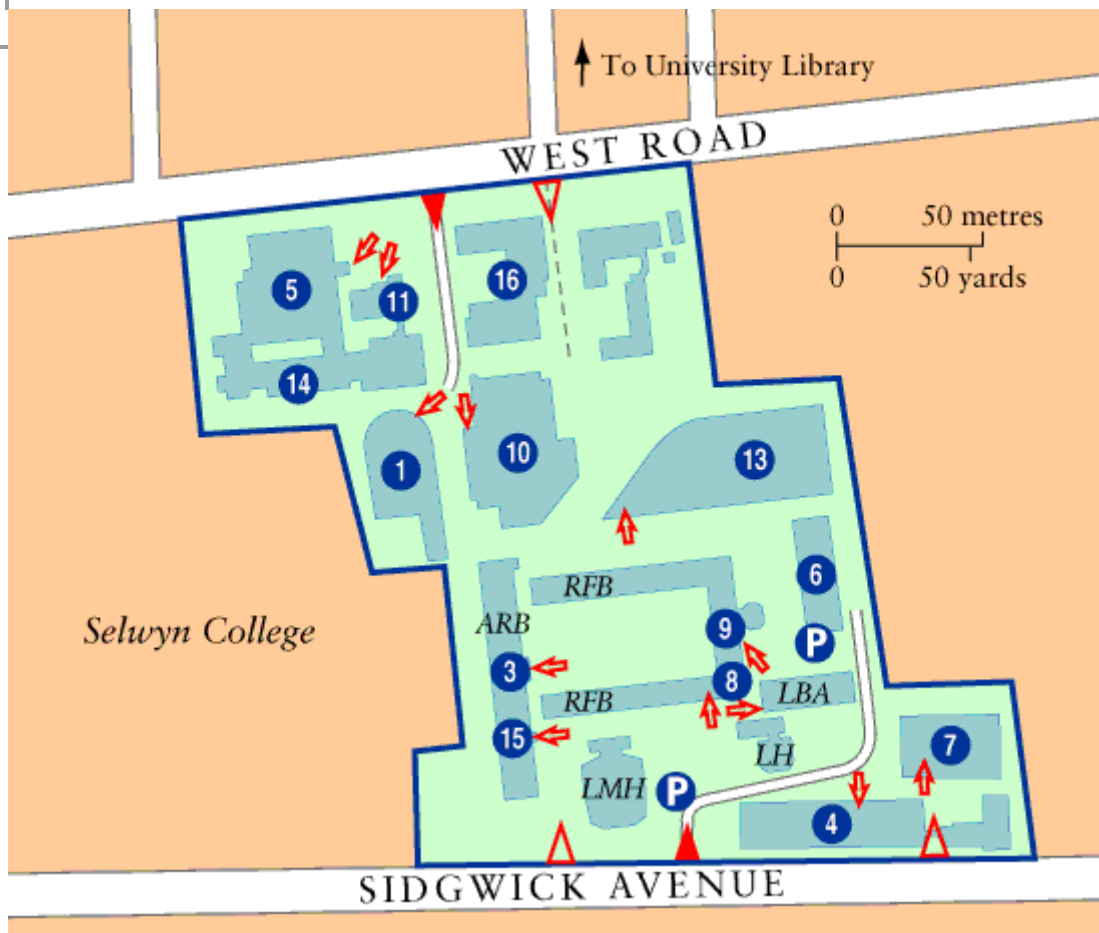 To University Library
WEST ROAD
0 50 metres
0 50 yards
5
11
16
14
1
10
13
6
RFB
ARB
9
P
3
8
RFB
LBA
15
7
LH
LMH
P
4
Selwyn College
SIDGWICK AVENUE